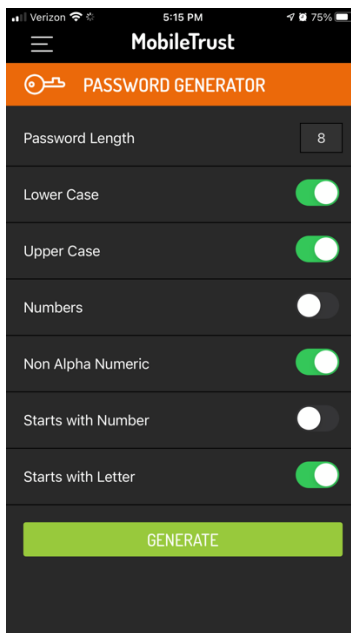 Verizon 5:15 PM 75%
MobileTrust
PASSWORD GENERATOR
Password Length 8
Lower Case
Upper Case
Numbers
Non Alpha Numeric
Starts with Number
Starts with Letter
GENERATE